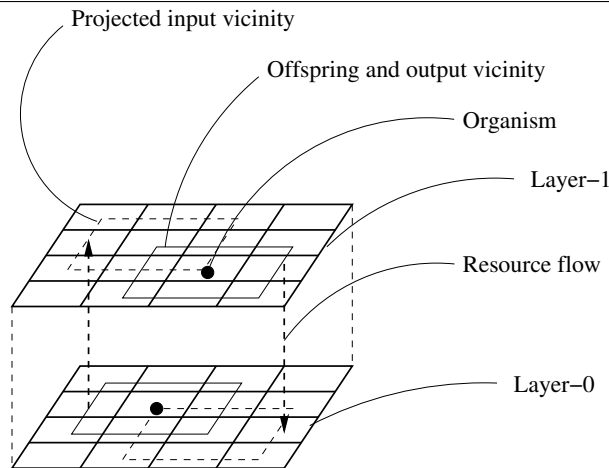 Projected input vicinity
Offspring and output vicinity
Organism
Layer−1
Resource flow
Layer−0